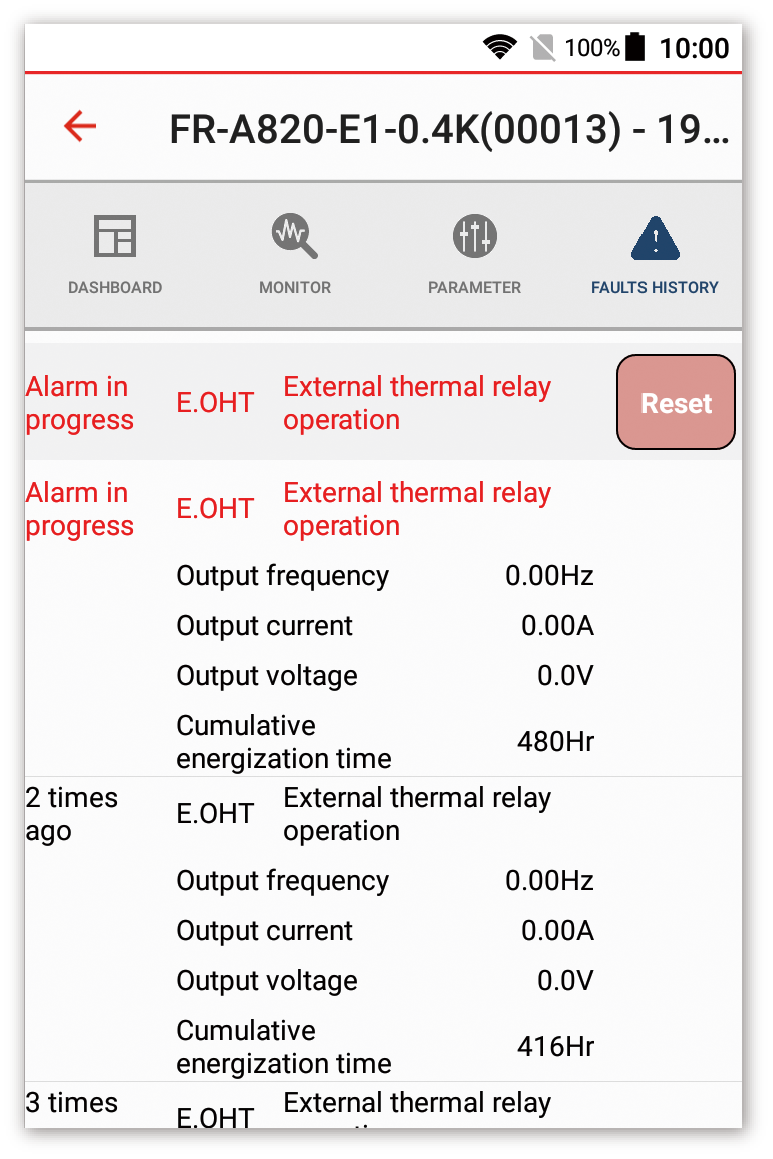 100% 10:00
FR-A820-E1-0.4K(00013) - 19...
DASHBOARD MONITOR PARAMETER FAULTS HISTORY
Alarm in progress E.OHT External thermal relay operation Reset
Alarm in progress E.OHT External thermal relay operation
Output frequency 0.00Hz
Output current 0.00A
Output voltage 0.0V
Cumulative energization time 480Hr
2 times ago E.OHT External thermal relay operation
Output frequency 0.00Hz
Output current 0.00A
Output voltage 0.0V
Cumulative energization time 416Hr
3 times E.OHT External thermal relay